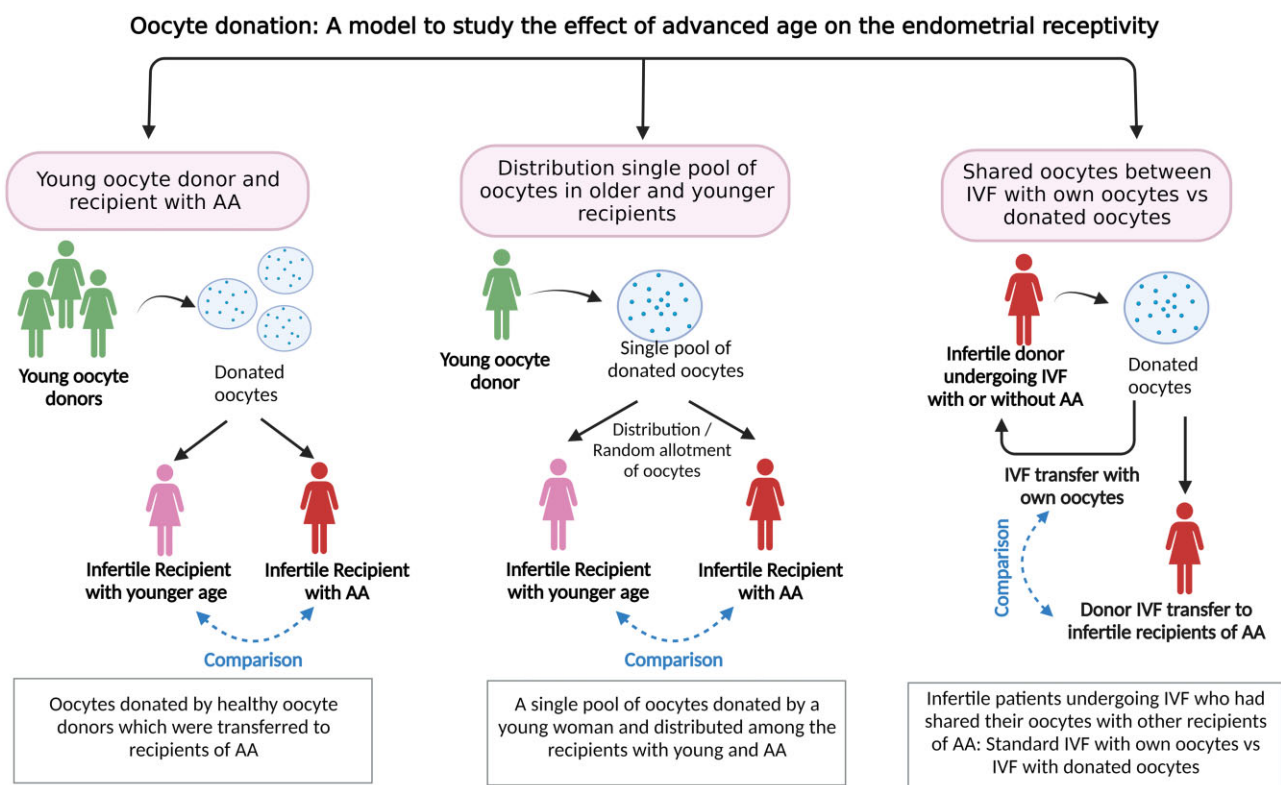 Oocyte donation: A model to study the effect of advanced age on the endometrial receptivity
Young oocyte donor and
recipient with AA
Young oocyte
donors
Donated
oocytes
Infertile Recipient
with younger age
Infertile Recipient
with AA
Comparison
Oocytes donated by healthy oocyte
donors which were transferred to
recipients of AA
Distribution single pool of
oocytes in older and younger
recipients
Young oocyte
donor
Single pool of
donated oocytes
Distribution /
Random allotment
of oocytes
Infertile Recipient
with younger age
Infertile Recipient
with AA
Comparison
A single pool of oocytes donated by a
young woman and distributed among the
recipients with young and AA
Shared oocytes between
IVF with own oocytes vs
donated oocytes
Infertile donor
undergoing IVF
with or without AA
Donated
oocytes
IVF transfer with
own oocytes
Comparison
Donor IVF transfer to
infertile recipients of AA
Infertile patients undergoing IVF who had
shared their oocytes with other recipients
of AA: Standard IVF with own oocytes vs
IVF with donated oocytes